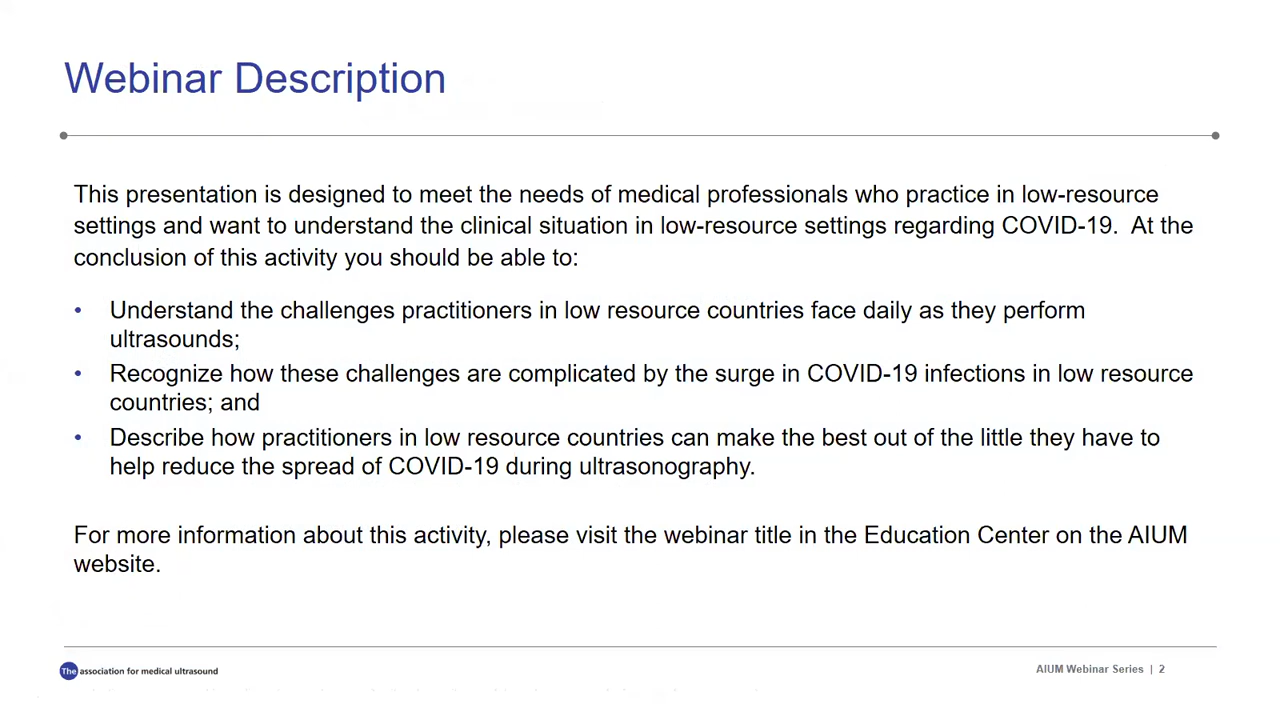 Webinar Description
This presentation is designed to meet the needs of medical professionals who practice in low-resource
settings and want to understand the clinical situation in low-resource settings regarding COVID-19.  At the
conclusion of this activity you should be able to:
• Understand the challenges practitioners in low resource countries face daily as they perform
ultrasounds;
• Recognize how these challenges are complicated by the surge in COVID-19 infections in low resource
countries; and
• Describe how practitioners in low resource countries can make the best out of the little they have to
help reduce the spread of COVID-19 during ultrasonography.
For more information about this activity, please visit the webinar title in the Education Center on the AIUM
website.
The association for medical ultrasound
AIUM Webinar Series | 2